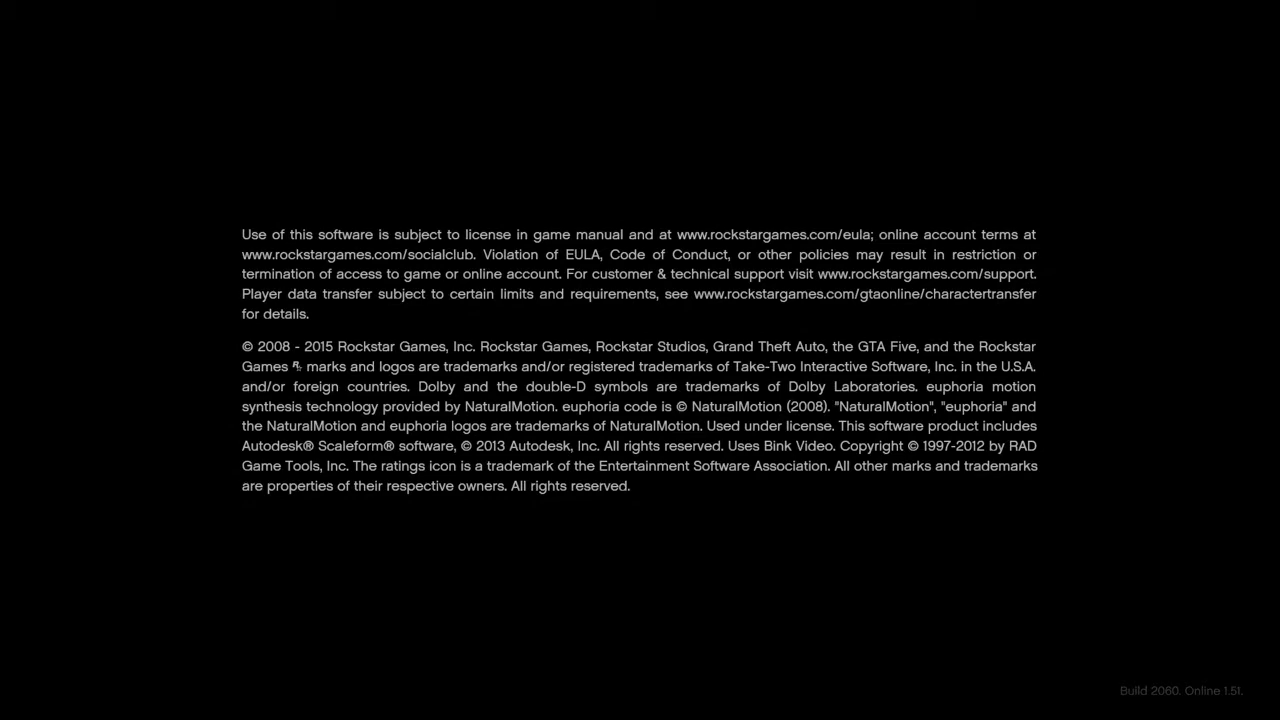 Use of this software is subject to license in game manual and at www.rockstargames.com/eula; online account terms at
www.rockstargames.com/socialclub. Violation of EULA, Code of Conduct, or other policies may result in restriction or
termination of access to game or online account. For customer & technical support visit www.rockstargames.com/support.
Player data transfer subject to certain limits and requirements, see www.rockstargames.com/gtaonline/charactertransfer
for details.
© 2008 - 2015 Rockstar Games, Inc. Rockstar Games, Rockstar Studios, Grand Theft Auto, the GTA Five, and the Rockstar
Games R* marks and logos are trademarks and/or registered trademarks of Take-Two Interactive Software, Inc. in the U.S.A.
and/or foreign countries. Dolby and the double-D symbols are trademarks of Dolby Laboratories. euphoria motion
synthesis technology provided by NaturalMotion. euphoria code is © NaturalMotion (2008). "NaturalMotion", "euphoria" and
the NaturalMotion and euphoria logos are trademarks of NaturalMotion. Used under license. This software product includes
Autodesk® Scaleform® software, © 2013 Autodesk, Inc. All rights reserved. Uses Bink Video. Copyright © 1997-2012 by RAD
Game Tools, Inc. The ratings icon is a trademark of the Entertainment Software Association. All other marks and trademarks
are properties of their respective owners. All rights reserved.
Build 2060. Online 1.51.